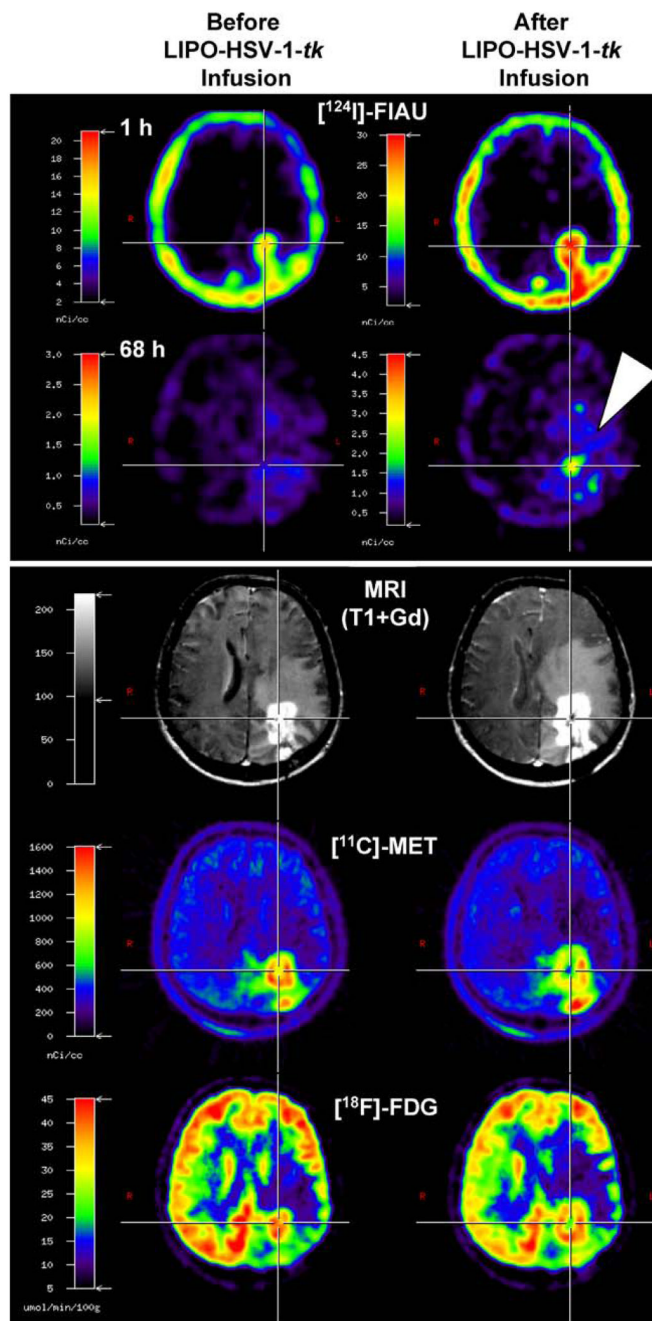 Before
LIPO-HSV-1-tk
Infusion
After
LIPO-HSV-1-tk
Infusion
[¹²⁴I]-FIAU
1 h
20
18
16
14
12
10
8
6
4
2
nCi/cc
R
L
30
25
20
15
10
5
nCi/cc
R
68 h
3.0
2.5
2.0
1.5
1.0
0.5
nCi/cc
R
L
4.5
4.0
3.5
3.0
2.5
2.0
1.5
1.0
0.5
nCi/cc
R
MRI
(T1+Gd)
200
150
100
50
0
R
R
[¹¹C]-MET
1600
1400
1200
1000
800
600
400
200
0
nCi/cc
R
R
[¹⁸F]-FDG
45
40
35
30
25
20
15
10
5
umol/min/100g
R
R